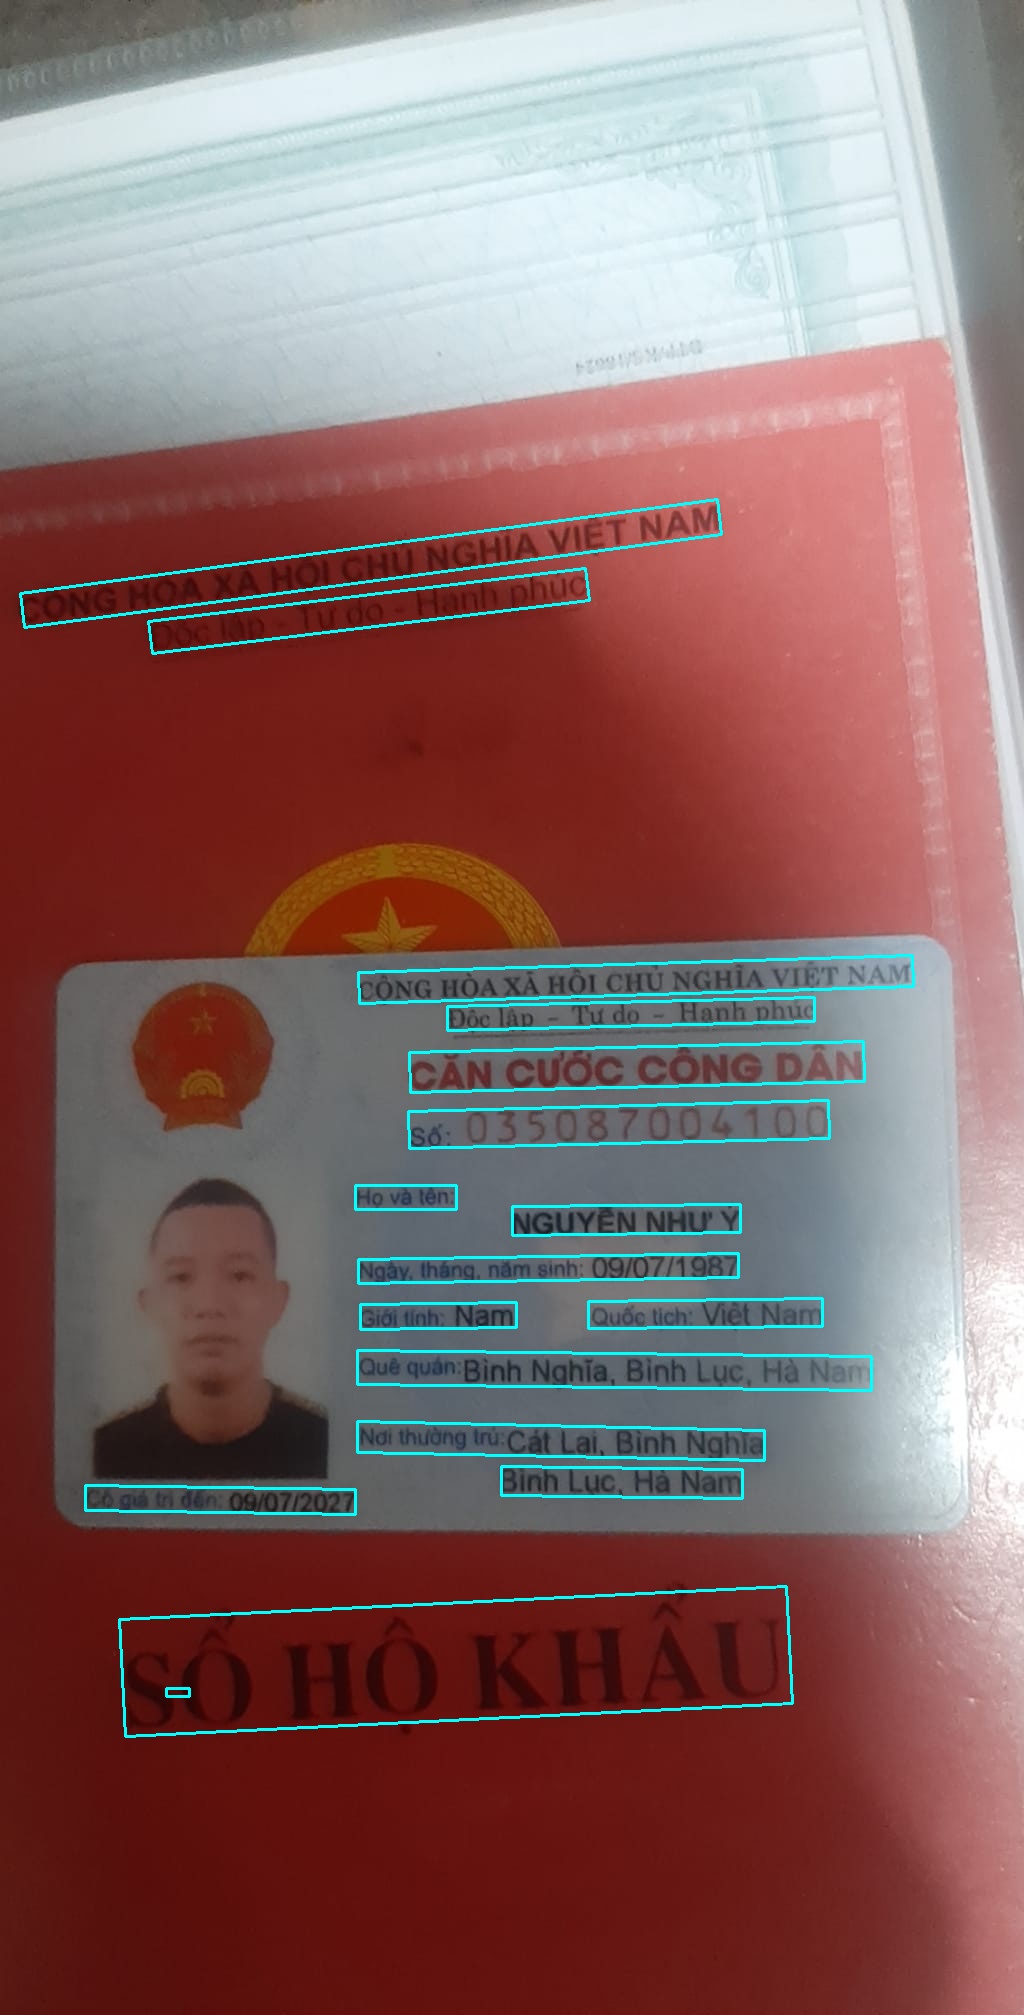 CỘNG HÒA XÃ HỘI CHỦ NGHĨA VIỆT NAM
Độc lập - Tự do - Hạnh phúc
CỘNG HÒA XÃ HỘI CHỦ NGHĨA VIỆT NAM
Độc lập - Tự do - Hạnh phúc
CĂN CƯỚC CÔNG DÂN
Số: 035087004100
Họ và tên:
NGUYỄN NHƯ Ý
Ngày, tháng, năm sinh: 09/07/1987
Giới tính: Nam Quốc tịch: Việt Nam
Quê quán: Bình Nghĩa, Bình Lục, Hà Nam
Nơi thường trú: Cát Lại, Bình Nghĩa
Bình Lục, Hà Nam
Có giá trị đến: 09/07/2027
SỔ HỘ KHẨU